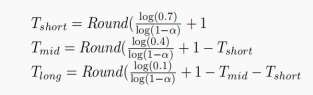 T_{short} = Round(\frac{\log(0.7)}{\log(1-\alpha)} + 1
T_{mid} = Round(\frac{\log(0.4)}{\log(1-\alpha)} + 1 - T_{short}
T_{long} = Round(\frac{\log(0.1)}{\log(1-\alpha)} + 1 - T_{mid} - T_{short}